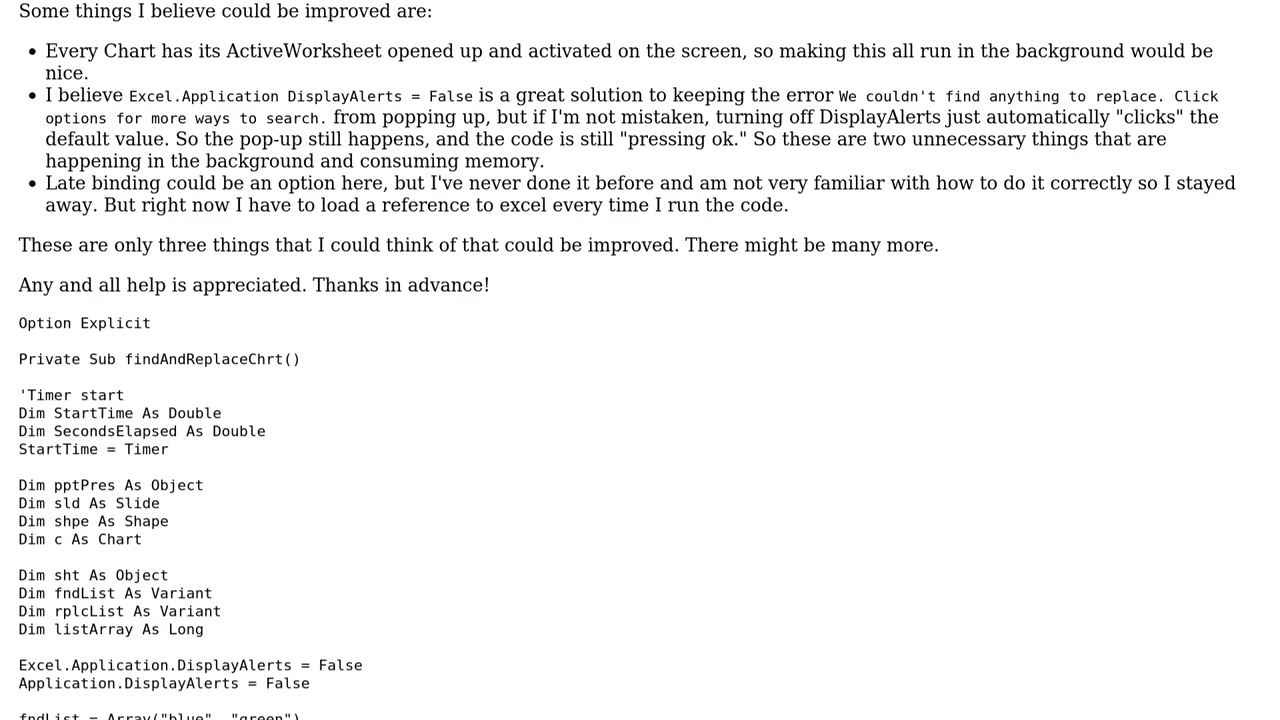 Some things I believe could be improved are:
• Every Chart has its ActiveWorksheet opened up and activated on the screen, so making this all run in the background would be
nice.
• I believe Excel.Application DisplayAlerts = False is a great solution to keeping the error We couldn't find anything to replace. Click
options for more ways to search. from popping up, but if I'm not mistaken, turning off DisplayAlerts just automatically "clicks" the
default value. So the pop-up still happens, and the code is still "pressing ok." So these are two unnecessary things that are
happening in the background and consuming memory.
• Late binding could be an option here, but I've never done it before and am not very familiar with how to do it correctly so I stayed
away. But right now I have to load a reference to excel every time I run the code.
These are only three things that I could think of that could be improved. There might be many more.
Any and all help is appreciated. Thanks in advance!
Option Explicit
Private Sub findAndReplaceChrt()
'Timer start
Dim StartTime As Double
Dim SecondsElapsed As Double
StartTime = Timer
Dim pptPres As Object
Dim sld As Slide
Dim shpe As Shape
Dim c As Chart
Dim sht As Object
Dim fndList As Variant
Dim rplcList As Variant
Dim listArray As Long
Excel.Application.DisplayAlerts = False
Application.DisplayAlerts = False
fndList = Array("blue", "green")